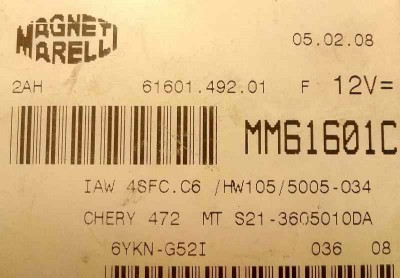 MAGNETI
MARELLI
05.02.08
2AH 61601.492.01 F 12V=
MM61601C
IAW 4SFC.C6 /HW105/5005-034
CHERY 472 MT S21-3605010DA
6YKN-G52I 036 08